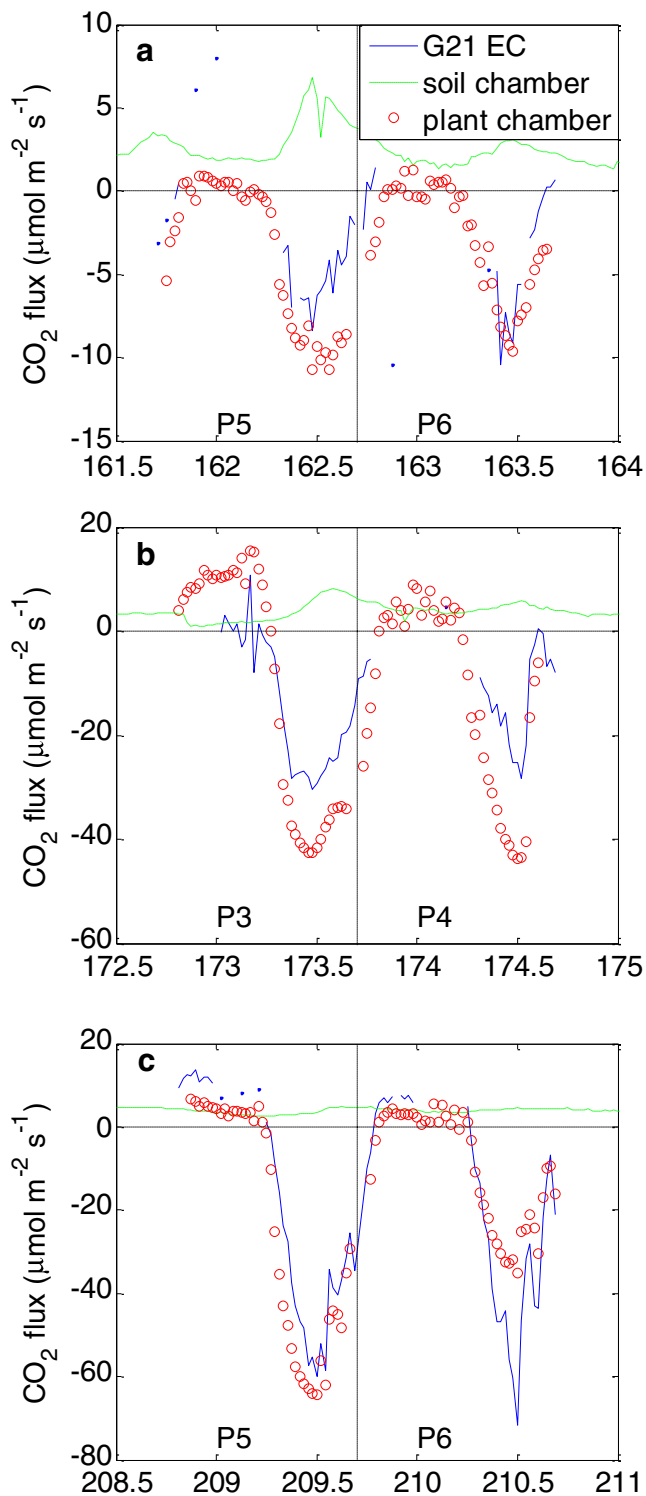 a
G21 EC
soil chamber
plant chamber
10
5
0
-5
-10
-15
CO2 flux (μmol m-2 s-1)
P5 P6
161.5 162 162.5 163 163.5 164
b
20
0
-20
-40
-60
CO2 flux (μmol m-2 s-1)
P3 P4
172.5 173 173.5 174 174.5 175
c
20
0
-20
-40
-60
-80
CO2 flux (μmol m-2 s-1)
P5 P6
208.5 209 209.5 210 210.5 211